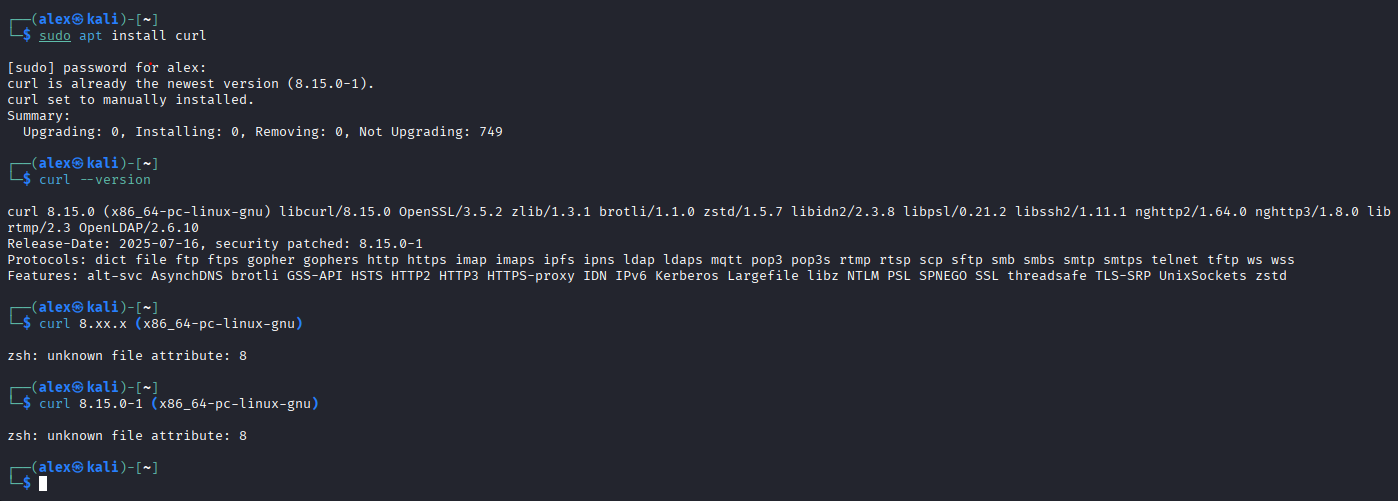 ┌──(alex㉿kali)-[~]
└─$ sudo apt install curl
[sudo] password for alex:
curl is already the newest version (8.15.0-1).
curl set to manually installed.
Summary:
  Upgrading: 0, Installing: 0, Removing: 0, Not Upgrading: 749
┌──(alex㉿kali)-[~]
└─$ curl --version
curl 8.15.0 (x86_64-pc-linux-gnu) libcurl/8.15.0 OpenSSL/3.5.2 zlib/1.3.1 brotli/1.1.0 zstd/1.5.7 libidn2/2.3.8 libpsl/0.21.2 libssh2/1.11.1 nghttp2/1.64.0 nghttp3/1.8.0 lib
rtmp/2.3 OpenLDAP/2.6.10
Release-Date: 2025-07-16, security patched: 8.15.0-1
Protocols: dict file ftp ftps gopher gophers http https imap imaps ipfs ipns ldap ldaps mqtt pop3 pop3s rtmp rtsp scp sftp smb smbs smtp smtps telnet tftp ws wss
Features: alt-svc AsynchDNS brotli GSS-API HSTS HTTP2 HTTP3 HTTPS-proxy IDN IPv6 Kerberos Largefile libz NTLM PSL SPNEGO SSL threadsafe TLS-SRP UnixSockets zstd
┌──(alex㉿kali)-[~]
└─$ curl 8.xx.x (x86_64-pc-linux-gnu)
zsh: unknown file attribute: 8
┌──(alex㉿kali)-[~]
└─$ curl 8.15.0-1 (x86_64-pc-linux-gnu)
zsh: unknown file attribute: 8
┌──(alex㉿kali)-[~]
└─$